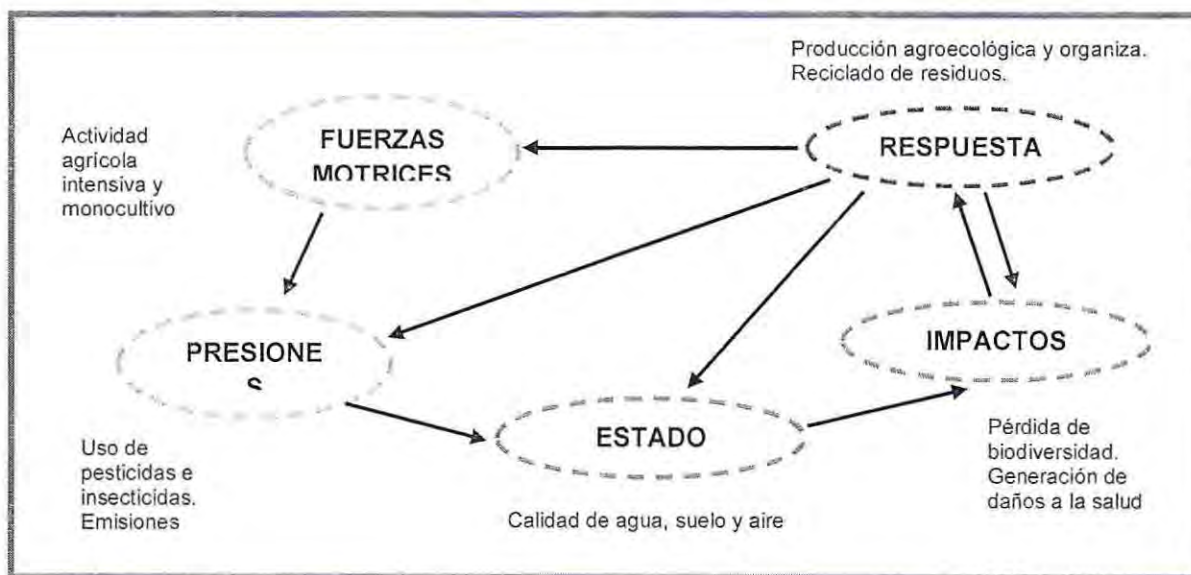 Producción agroecológica y organiza.
Reciclado de residuos.
Actividad
agrícola
intensiva y
monocultivo
FUERZAS
MOTRICES
RESPUESTA
PRESIONE
S
IMPACTOS
ESTADO
Uso de
pesticidas e
insecticidas.
Emisiones
Calidad de agua, suelo y aire
Pérdida de
biodiversidad.
Generación de
daños a la salud